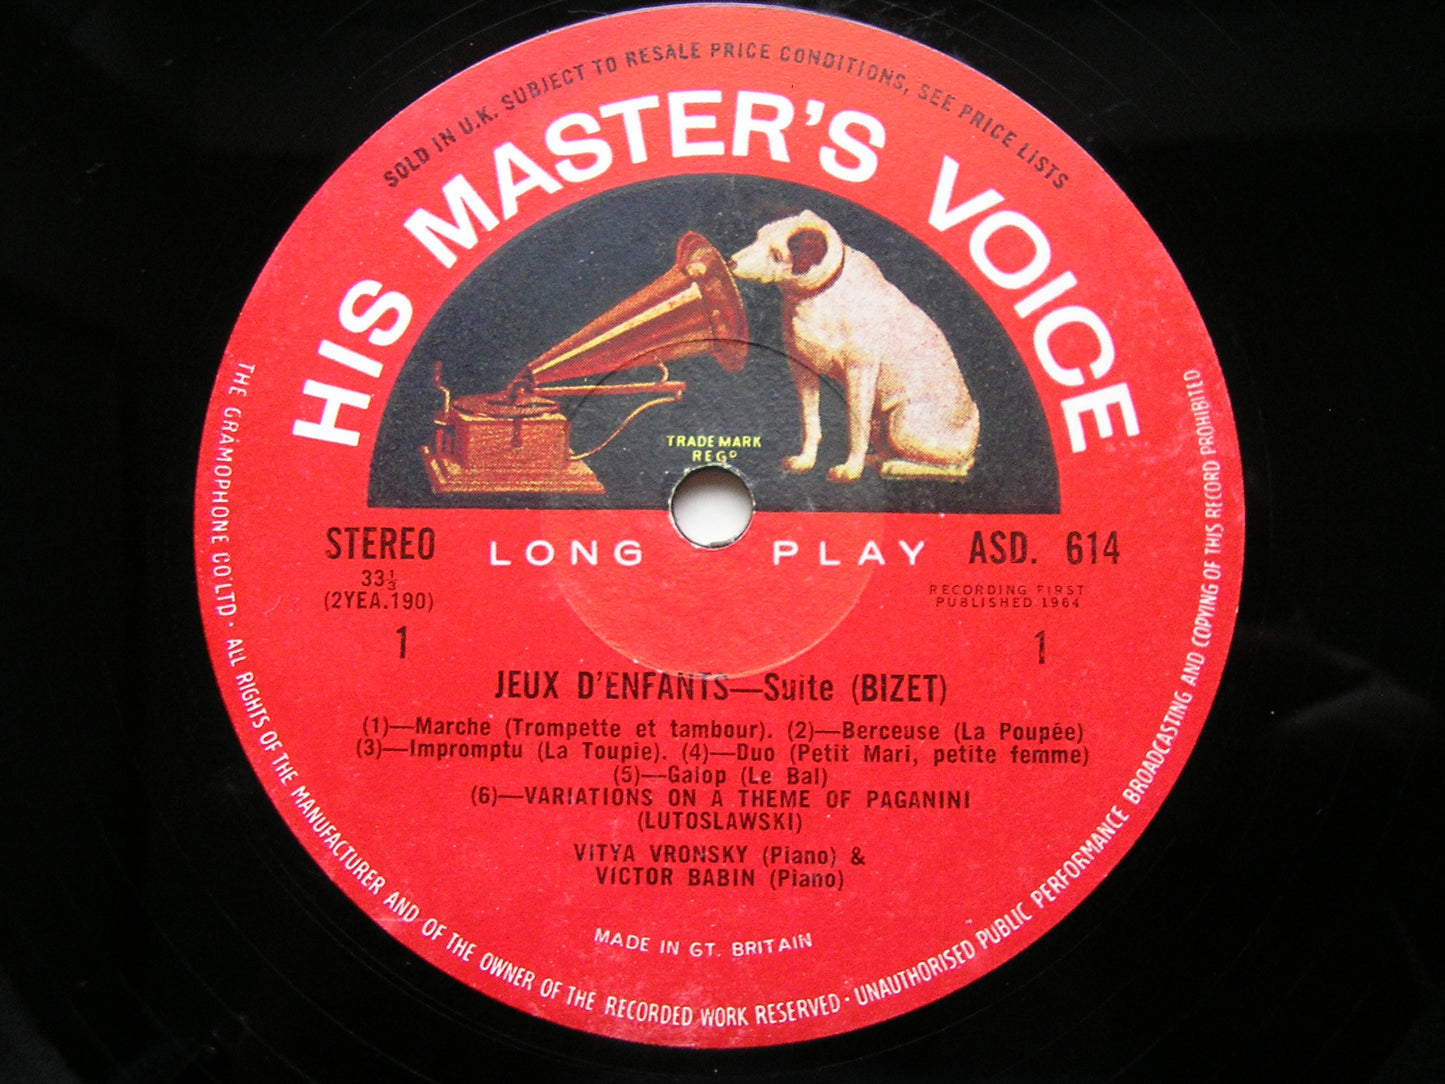 SOLD IN U.K. SUBJECT TO RESALE PRICE CONDITIONS, SEE PRICE LISTS
HIS MASTER'S VOICE
TRADE MARK
REGD
STEREO
LONG PLAY
ASD. 614
33⅓
(2YEA.190)
RECORDING FIRST
PUBLISHED 1964
1
1
JEUX D'ENFANTS—Suite (BIZET)
(1)—Marche (Trompette et tambour). (2)—Berceuse (La Poupée)
(3)—Impromptu (La Toupie). (4)—Duo (Petit Mari, petite femme)
(5)—Galop (Le Bal)
(6)—VARIATIONS ON A THEME OF PAGANINI
(LUTOSLAWSKI)
VITYA VRONSKY (Piano) &
VICTOR BABIN (Piano)
MADE IN GT. BRITAIN
THE GRAMOPHONE CO LTD · ALL RIGHTS OF THE MANUFACTURER AND OF THE OWNER OF THE RECORDED WORK RESERVED · UNAUTHORISED PUBLIC PERFORMANCE BROADCASTING AND COPYING OF THIS RECORD PROHIBITED